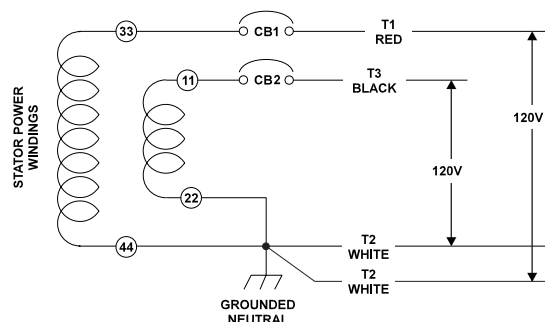 33
CB1
T1
RED
11
CB2
T3
BLACK
STATOR POWER
WINDINGS
120V
120V
22
44
T2
WHITE
T2
WHITE
GROUNDED
NEUTRAL